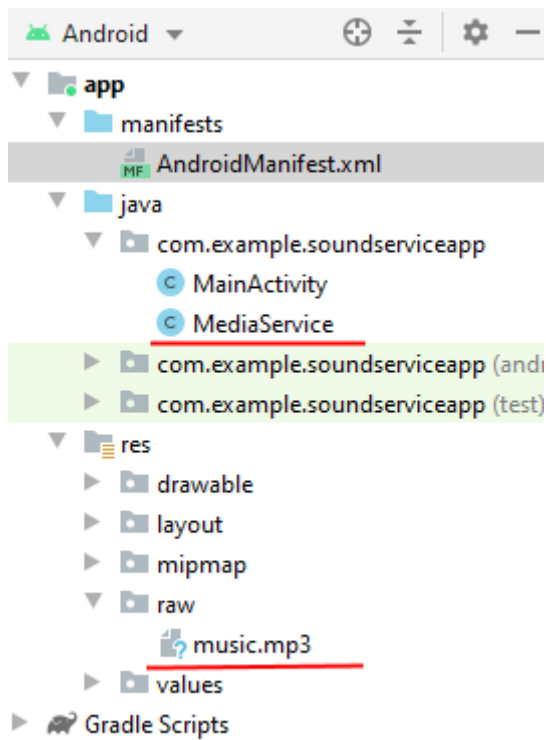 Android
app
manifests
MF AndroidManifest.xml
java
com.example.soundserviceapp
C MainActivity
C MediaService
com.example.soundserviceapp (andr
com.example.soundserviceapp (test)
res
drawable
layout
mipmap
raw
? music.mp3
values
Gradle Scripts